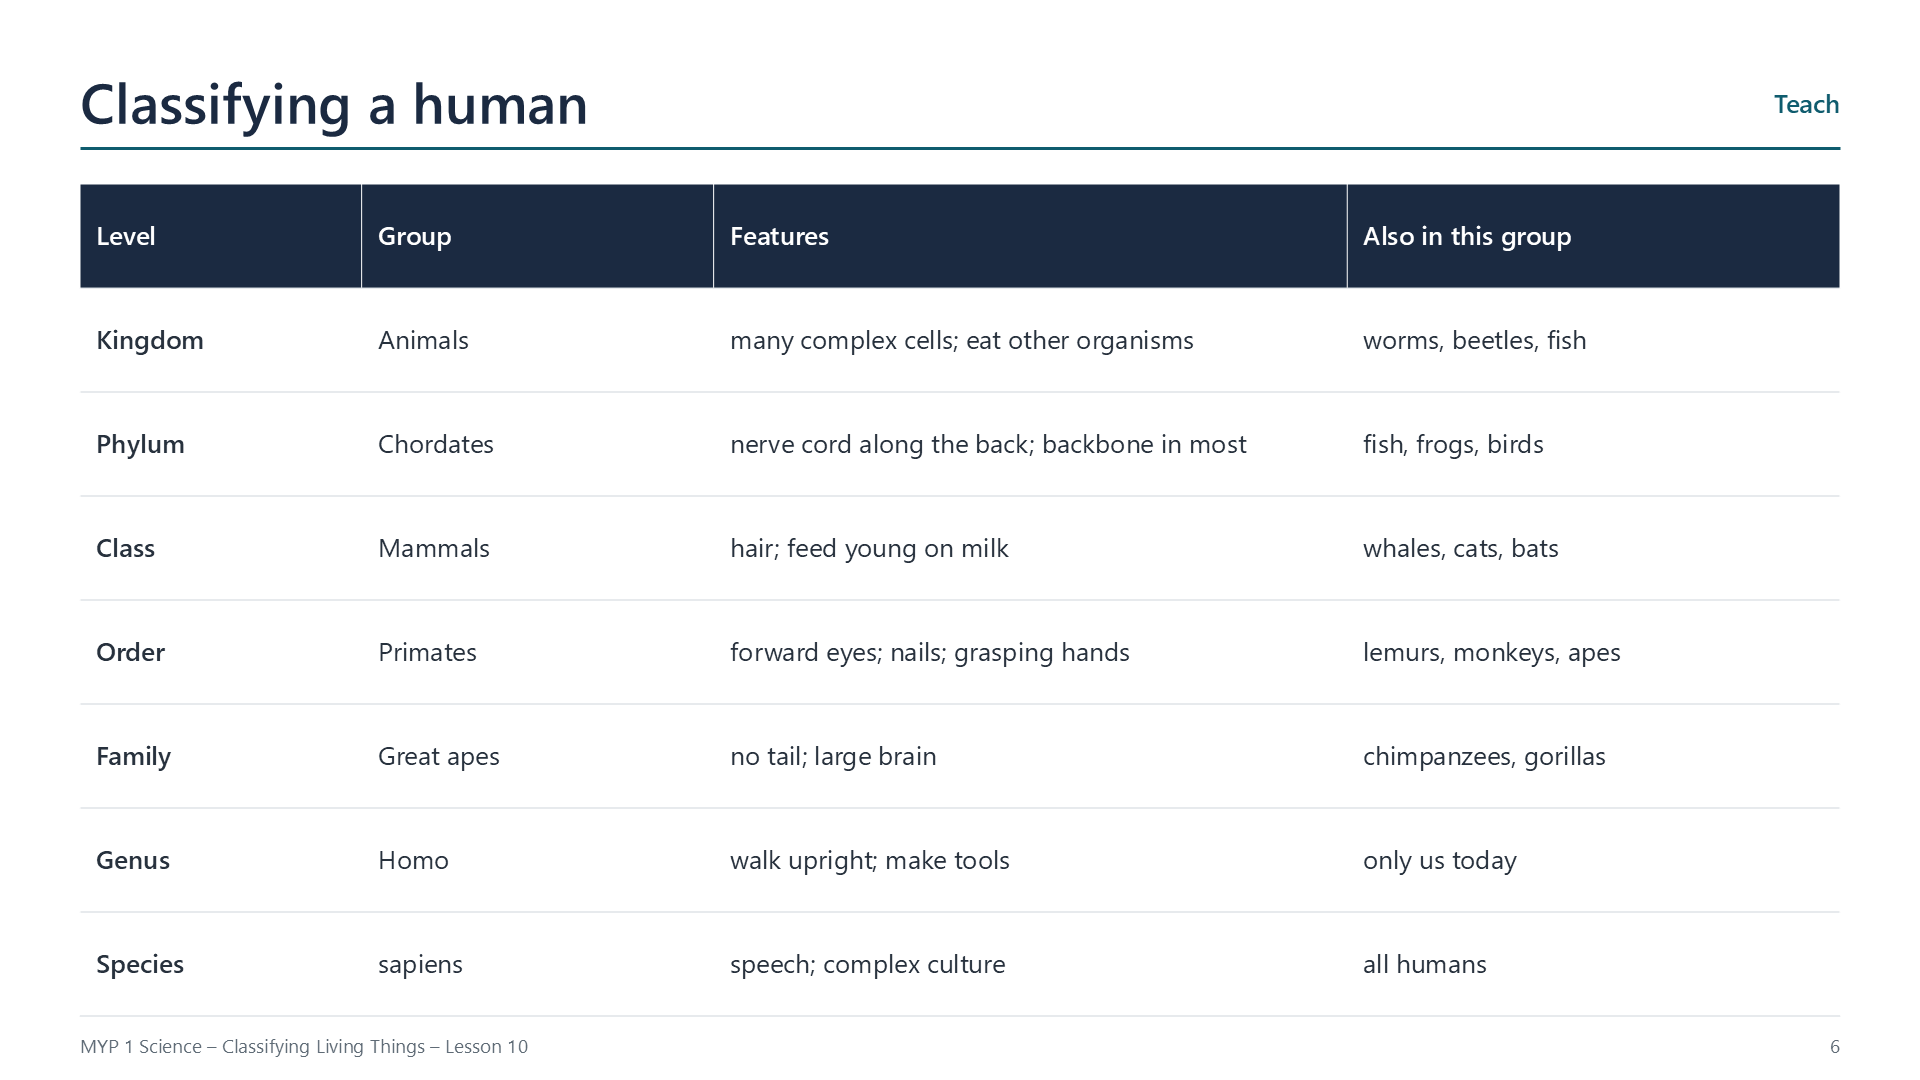 Classifying a human
Teach
Level Group Features Also in this group
Kingdom Animals many complex cells; eat other organisms worms, beetles, fish
Phylum Chordates nerve cord along the back; backbone in most fish, frogs, birds
Class Mammals hair; feed young on milk whales, cats, bats
Order Primates forward eyes; nails; grasping hands lemurs, monkeys, apes
Family Great apes no tail; large brain chimpanzees, gorillas
Genus Homo walk upright; make tools only us today
Species sapiens speech; complex culture all humans
MYP 1 Science – Classifying Living Things – Lesson 10
6